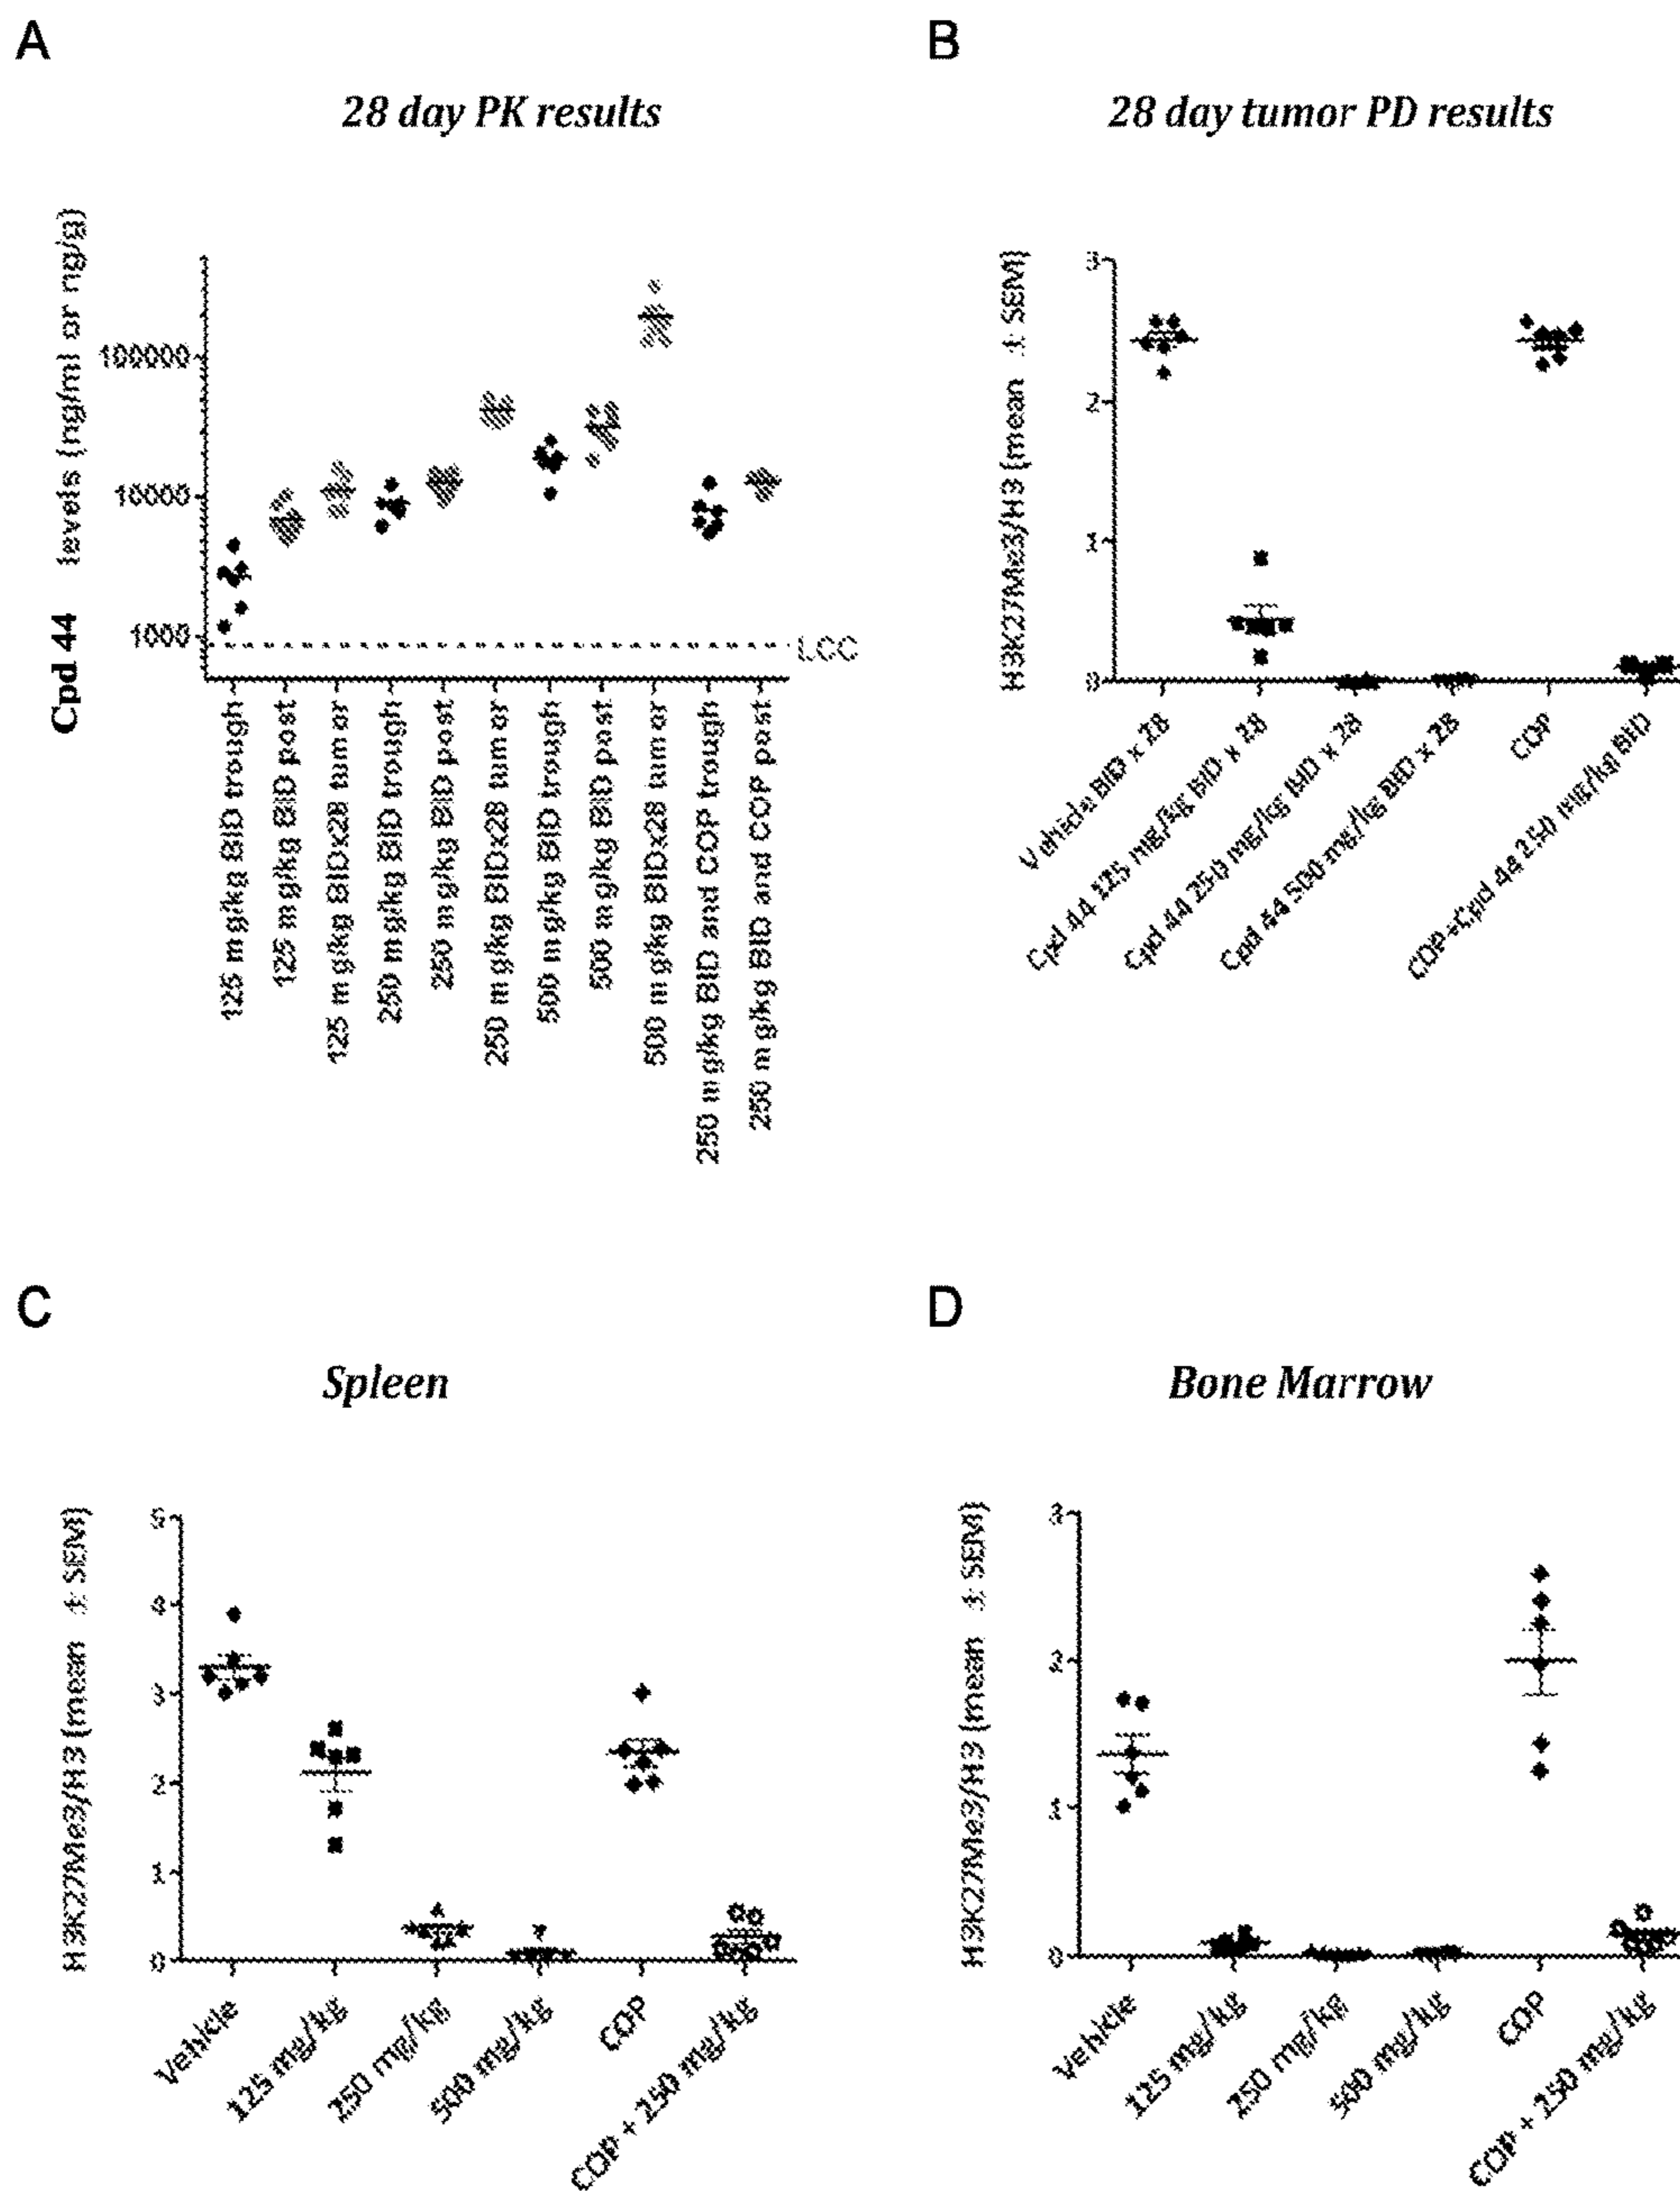 A
28 day PK results
Cpd 44 levels (ng/ml or ng/g)
100000
10000
1000
LCC
125 mg/kg BID trough
125 mg/kg BID post
125 mg/kg BIDx28 tumor
250 mg/kg BID trough
250 mg/kg BID post
250 mg/kg BIDx28 tumor
500 mg/kg BID trough
500 mg/kg BID post
500 mg/kg BIDx28 tumor
250 mg/kg BID and COP trough
250 mg/kg BID and COP post
B
28 day tumor PD results
H3K27Me3/H3 (mean ± SEM)
3
2
1
0
Vehicle BID x 28
Cpd 44 125 mg/kg BID x 28
Cpd 44 250 mg/kg BID x 28
Cpd 44 500 mg/kg BID x 28
COP
COP+Cpd 44 250 mg/kg BID
C
Spleen
H3K27Me3/H3 (mean ± SEM)
5
4
3
2
1
0
Vehicle
125 mg/kg
250 mg/kg
500 mg/kg
COP
COP + 250 mg/kg
D
Bone Marrow
H3K27Me3/H3 (mean ± SEM)
3
2
1
0
Vehicle
125 mg/kg
250 mg/kg
500 mg/kg
COP
COP + 250 mg/kg